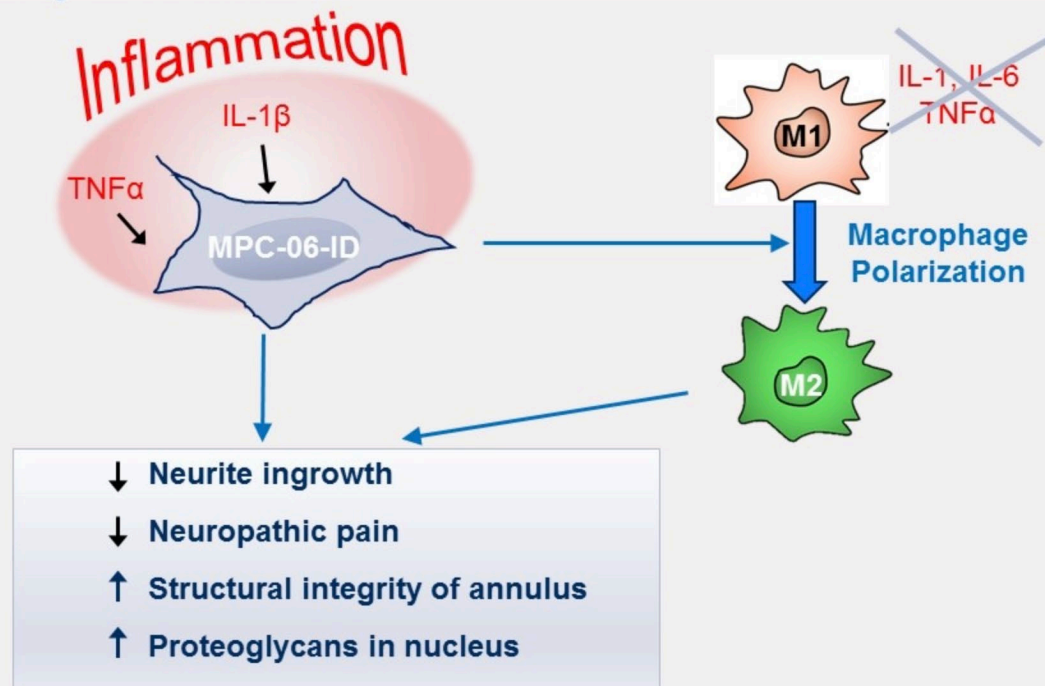 Inflammation
IL-1β
TNFα
MPC-06-ID
M1
IL-1, IL-6
TNFα
Macrophage
Polarization
M2
↓ Neurite ingrowth
↓ Neuropathic pain
↑ Structural integrity of annulus
↑ Proteoglycans in nucleus